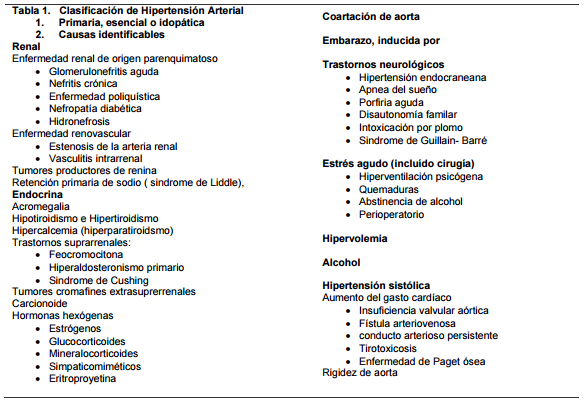 Tabla 1. Clasificación de Hipertensión Arterial
1. Primaria, esencial o idopática
2. Causas identificables
Renal
Enfermedad renal de origen parenquimatoso
• Glomerulonefritis aguda
• Nefritis crónica
• Enfermedad poliquística
• Nefropatía diabética
• Hidronefrosis
Enfermedad renovascular
• Estenosis de la arteria renal
• Vasculitis intrarrenal
Tumores productores de renina
Retención primaria de sodio ( sindrome de Liddle),
Endocrina
Acromegalia
Hipotiroidismo e Hipertiroidismo
Hipercalcemia (hiperparatiroidsmo)
Trastornos suprarrenales:
• Feocromocitona
• Hiperaldosteronismo primario
• Sindrome de Cushing
Tumores cromafines extrasuperrenales
Carcionoide
Hormonas hexógenas
• Estrógenos
• Glucocorticoides
• Mineralocorticoides
• Simpaticomiméticos
• Eritroproyetina
Coartación de aorta
Embarazo, inducida por
Trastornos neurológicos
• Hipertensión endocraneana
• Apnea del sueño
• Porfiria aguda
• Disautonomía familar
• Intoxicación por plomo
• Sindrome de Guillain- Barré
Estrés agudo (incluido cirugía)
• Hiperventilación psicógena
• Quemaduras
• Abstinencia de alcohol
• Perioperatorio
Hipervolemia
Alcohol
Hipertensión sistólica
Aumento del gasto cardíaco
• Insuficiencia valvular aórtica
• Fístula arteriovenosa
• conducto arterioso persistente
• Tirotoxicosis
• Enfermedad de Paget ósea
Rigidez de aorta